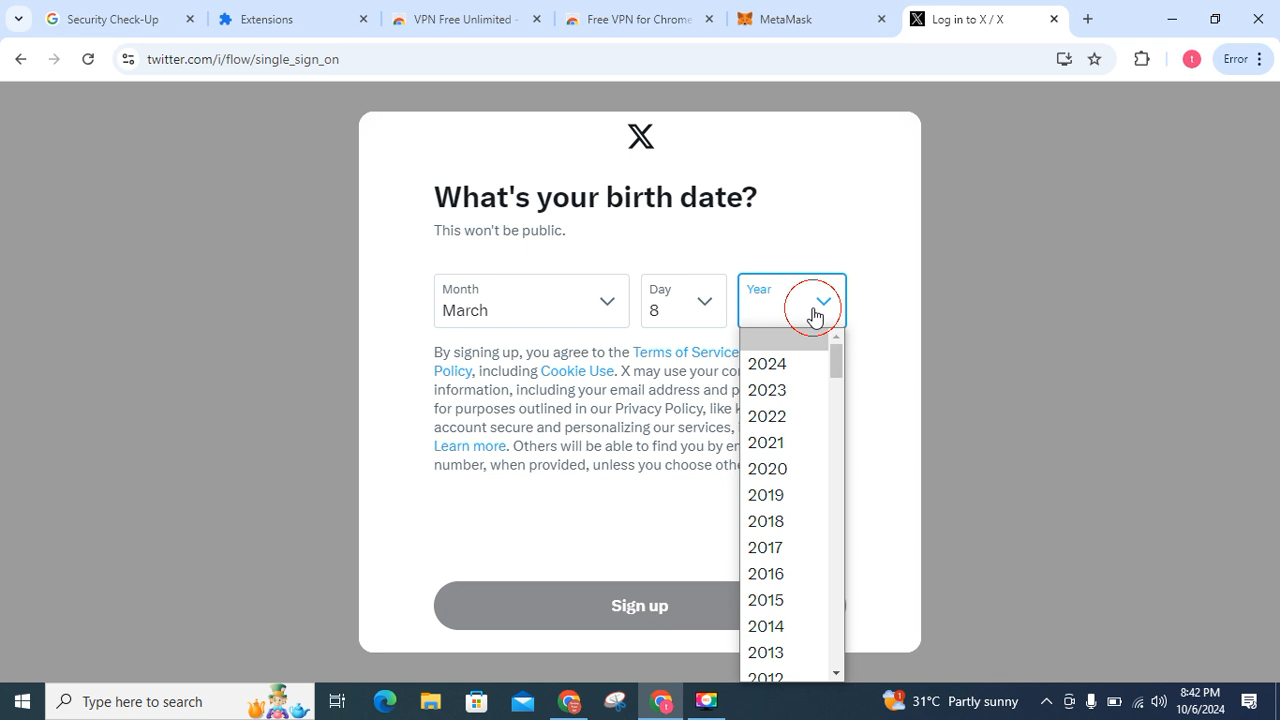 Security Check-Up
Extensions
VPN Free Unlimited -
Free VPN for Chrome
MetaMask
Log in to X / X
twitter.com/i/flow/single_sign_on
t
Error
X
What's your birth date?
This won't be public.
Month
March
Day
8
Year
By signing up, you agree to the Terms of Service
Policy, including Cookie Use. X may use your
information, including your email address and
for purposes outlined in our Privacy Policy, like
account secure and personalizing our services,
Learn more. Others will be able to find you by
number, when provided, unless you choose
2024
2023
2022
2021
2020
2019
2018
2017
2016
2015
2014
2013
2012
Sign up
Type here to search
1
31°C Partly sunny
8:42 PM
10/6/2024